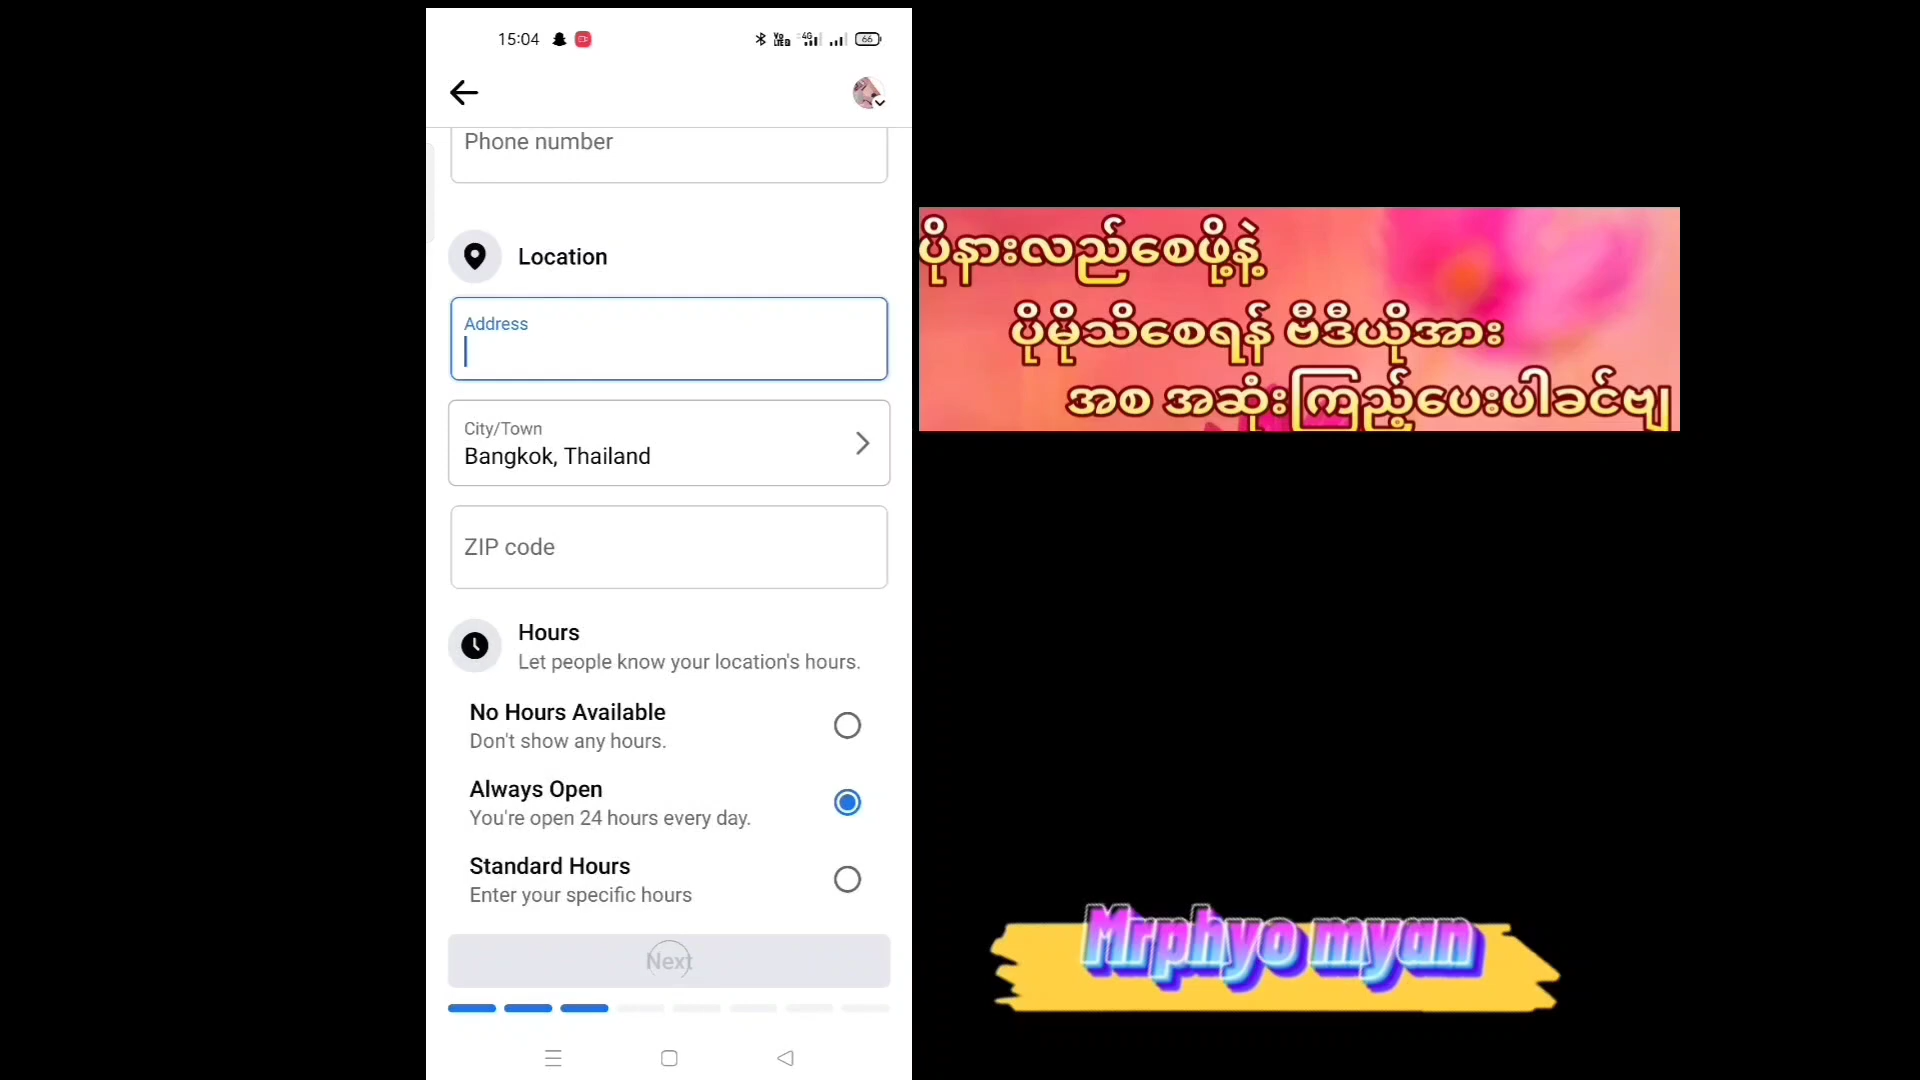 15:04
VoLTE 4G 66
Phone number
Location
Address
City/Town
Bangkok, Thailand
ZIP code
Hours
Let people know your location's hours.
No Hours Available
Don't show any hours.
Always Open
You're open 24 hours every day.
Standard Hours
Enter your specific hours
Next
ပိုနားလည်စေဖို့နဲ့
ပိုမိုသိစေရန် ဗီဒီယိုအား
အစ အဆုံးကြည့်ပေးပါခင်ဗျ
Mrphyo myan